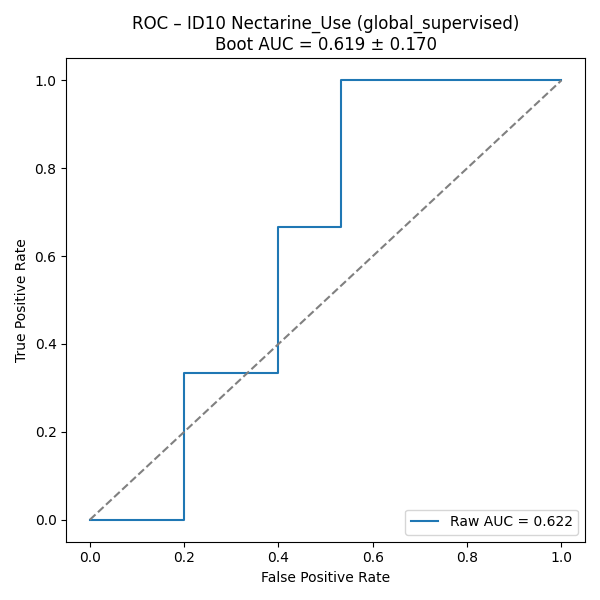 ROC – ID10 Nectarine_Use (global_supervised)
Boot AUC = 0.619 ± 0.170
True Positive Rate
1.0
0.8
0.6
0.4
0.2
0.0
Raw AUC = 0.622
0.0 0.2 0.4 0.6 0.8 1.0
False Positive Rate